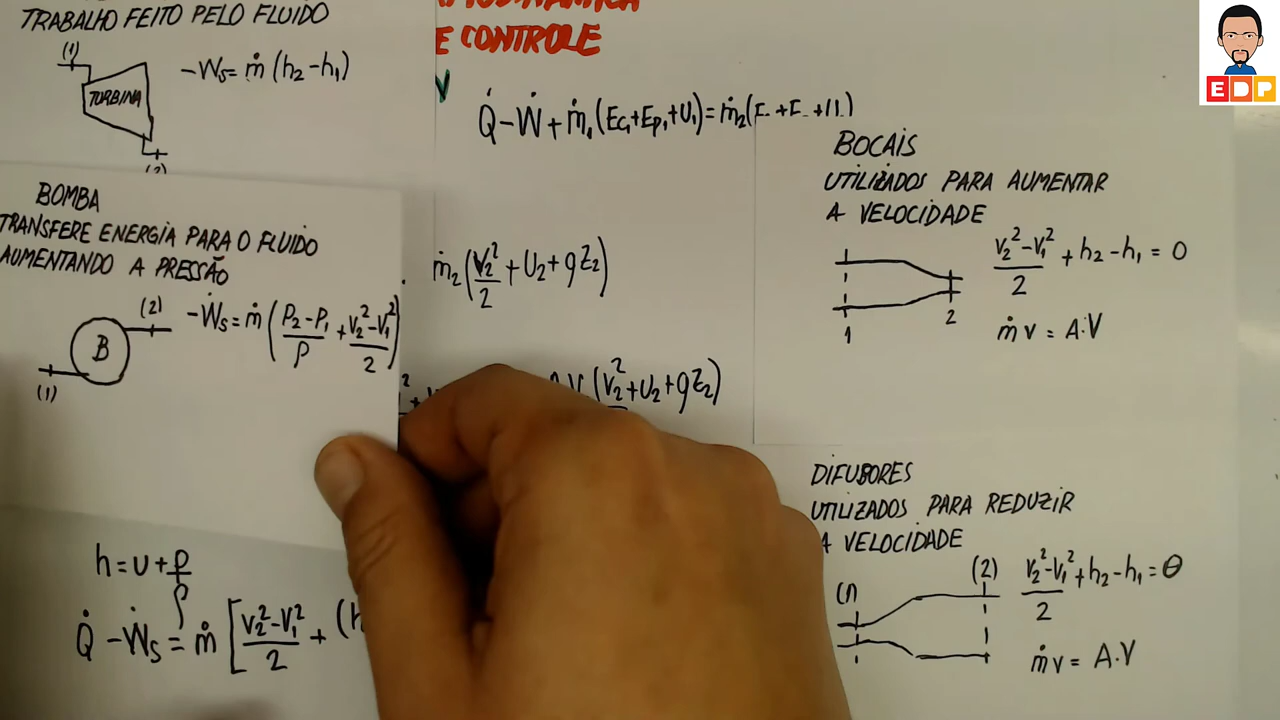 TRABALHO FEITO PELO FLUIDO
(1)
TURBINA
-Ws = ṁ (h₂-h₁)
(2)
E CONTROLE
Q̇ - Ẇ + ṁ₁(Ec₁+Ep₁+U₁) = ṁ₂(
ṁ₂(V₂²/2 + U₂ + gZ₂)
(V₂² + U₂ + gZ₂)
BOMBA
TRANSFERE ENERGIA PARA O FLUIDO
AUMENTANDO A PRESSÃO
(2)
B
(1)
-Ẇs = ṁ (P₂-P₁/ρ + V₂²-V₁²/2)
h = u + P/ρ
Q̇ - Ẇs = ṁ [V₂²-V₁²/2 + (h
BOCAIS
UTILIZADOS PARA AUMENTAR
A VELOCIDADE
V₂²-V₁²/2 + h₂-h₁ = 0
1
2
ṁv = A.V
DIFUSORES
UTILIZADOS PARA REDUZIR
A VELOCIDADE
(1)
(2)
V₂²-V₁²/2 + h₂-h₁ = 0
ṁv = A.V
EDP